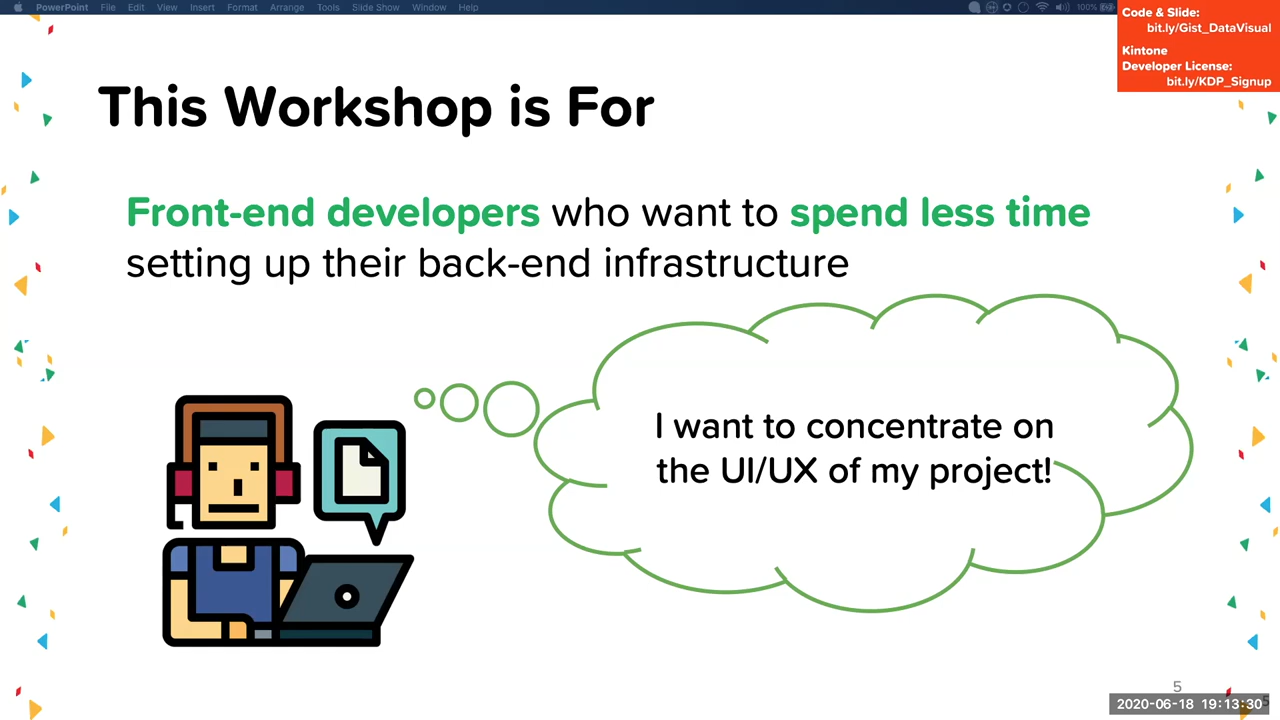 PowerPoint File Edit View Insert Format Arrange Tools Slide Show Window Help 100%
Code & Slide:
bit.ly/Gist_DataVisual
Kintone
Developer License:
bit.ly/KDP_Signup
This Workshop is For
Front-end developers who want to spend less time
setting up their back-end infrastructure
I want to concentrate on
the UI/UX of my project!
5
2020-06-18 19:13:30
5